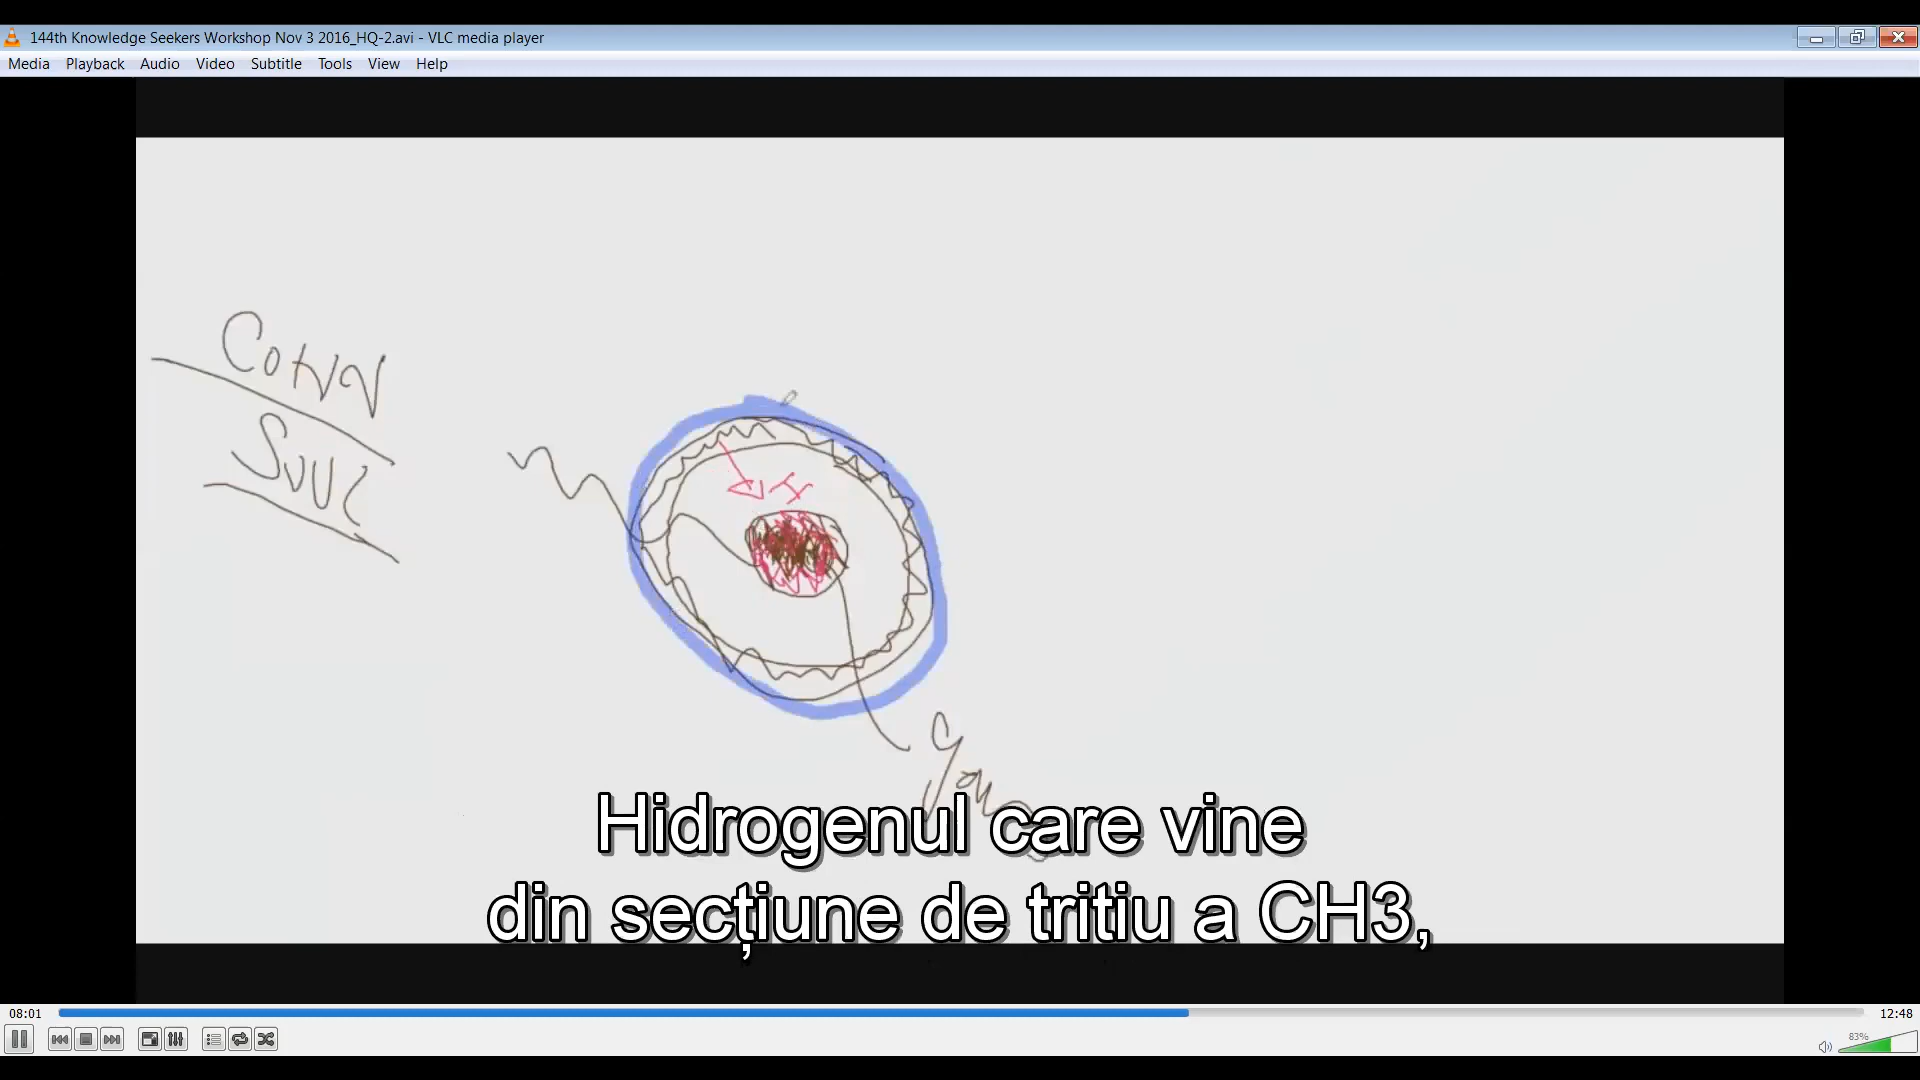 144th Knowledge Seekers Workshop Nov 3 2016_HQ-2.avi - VLC media player
Media Playback Audio Video Subtitle Tools View Help
H
Hidrogenul care vine
din secțiune de tritiu a CH3,
08:01
12:48
83%